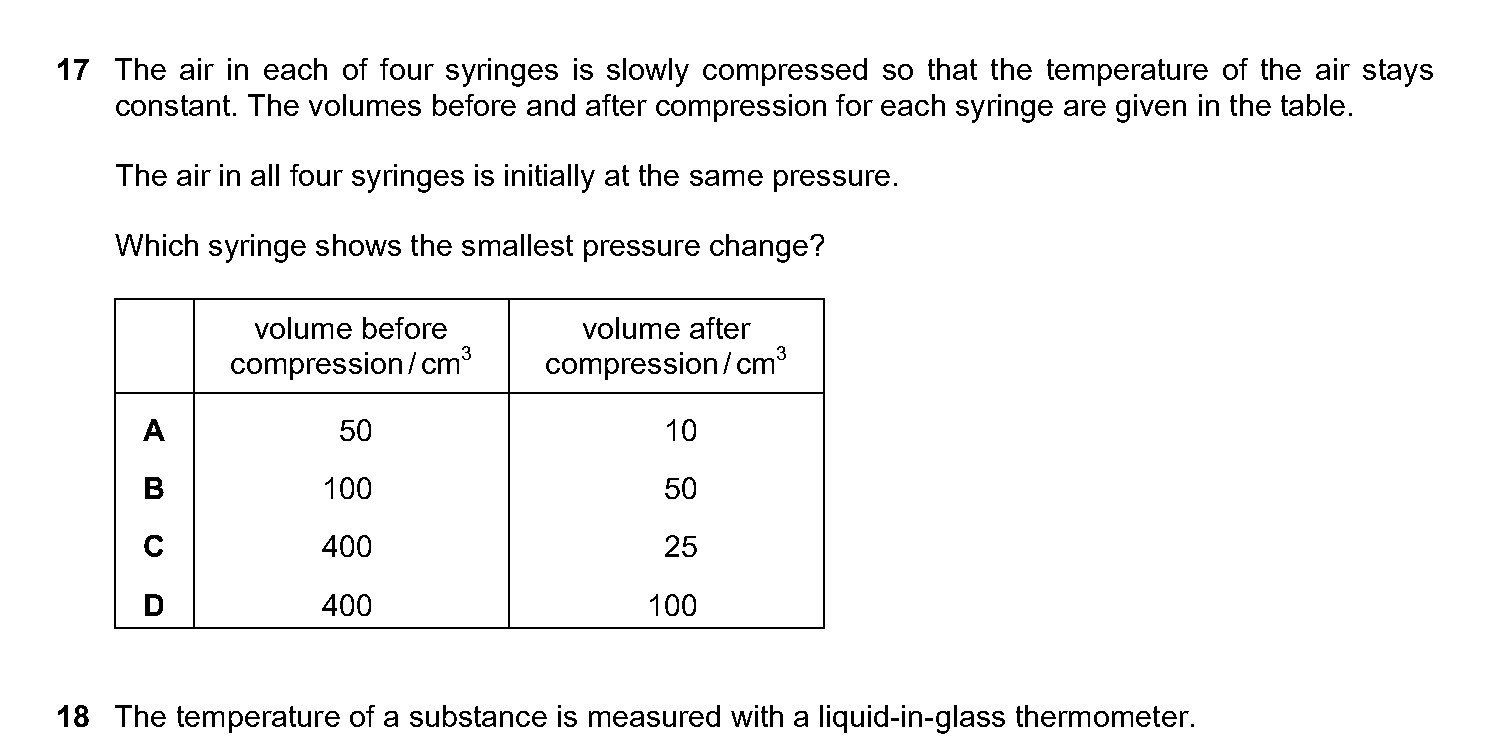 17 The air in each of four syringes is slowly compressed so that the temperature of the air stays
constant. The volumes before and after compression for each syringe are given in the table.
The air in all four syringes is initially at the same pressure.
Which syringe shows the smallest pressure change?
volume before compression / cm³ volume after compression / cm³
A 50 10
B 100 50
C 400 25
D 400 100
18 The temperature of a substance is measured with a liquid-in-glass thermometer.